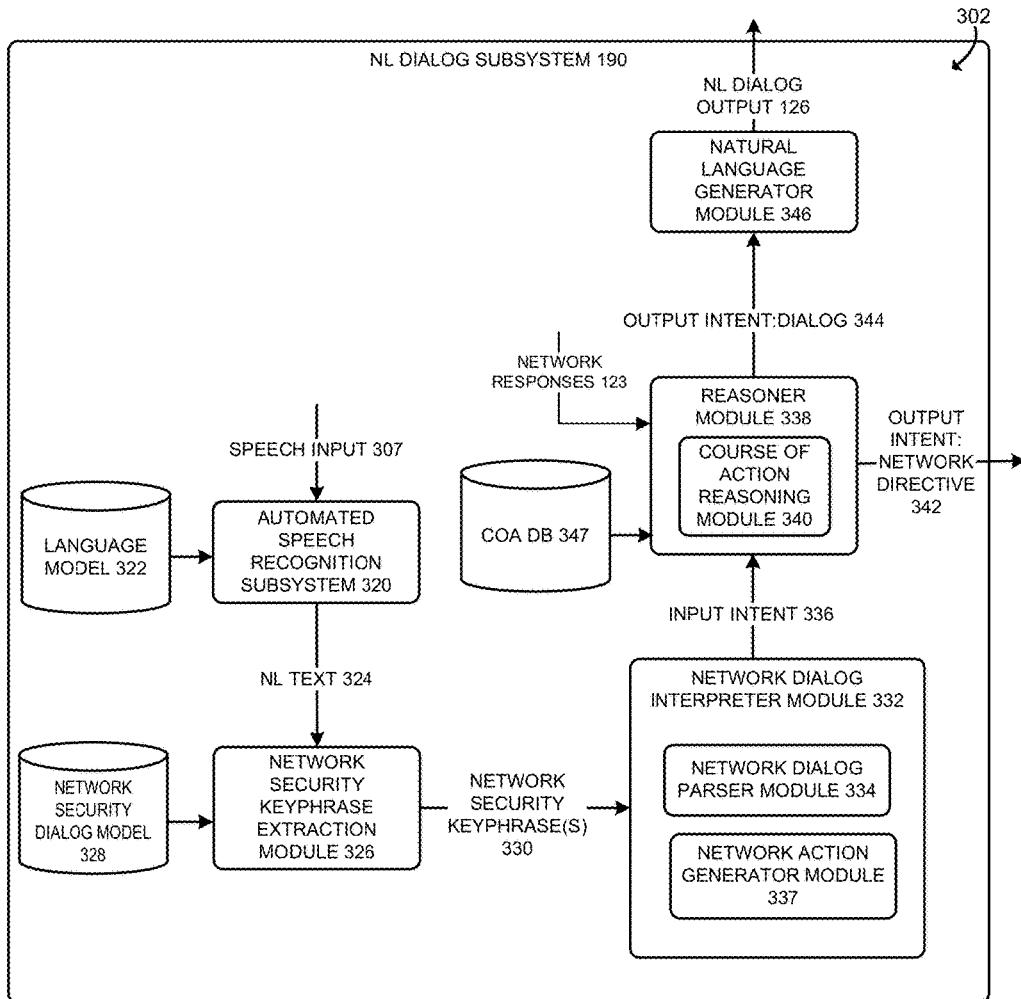 302
NL DIALOG SUBSYSTEM 190
NL DIALOG
OUTPUT 126
NATURAL
LANGUAGE
GENERATOR
MODULE 346
OUTPUT INTENT:DIALOG 344
NETWORK
RESPONSES 123
REASONER
MODULE 338
COURSE OF
ACTION
REASONING
MODULE 340
OUTPUT
INTENT:
NETWORK
DIRECTIVE
342
SPEECH INPUT 307
LANGUAGE
MODEL 322
AUTOMATED
SPEECH
RECOGNITION
SUBSYSTEM 320
COA DB 347
INPUT INTENT 336
NL TEXT 324
NETWORK DIALOG
INTERPRETER MODULE 332
NETWORK
SECURITY
DIALOG MODEL
328
NETWORK
SECURITY
KEYPHRASE
EXTRACTION
MODULE 326
NETWORK
SECURITY
KEYPHRASE(S)
330
NETWORK DIALOG
PARSER MODULE 334
NETWORK ACTION
GENERATOR MODULE
337